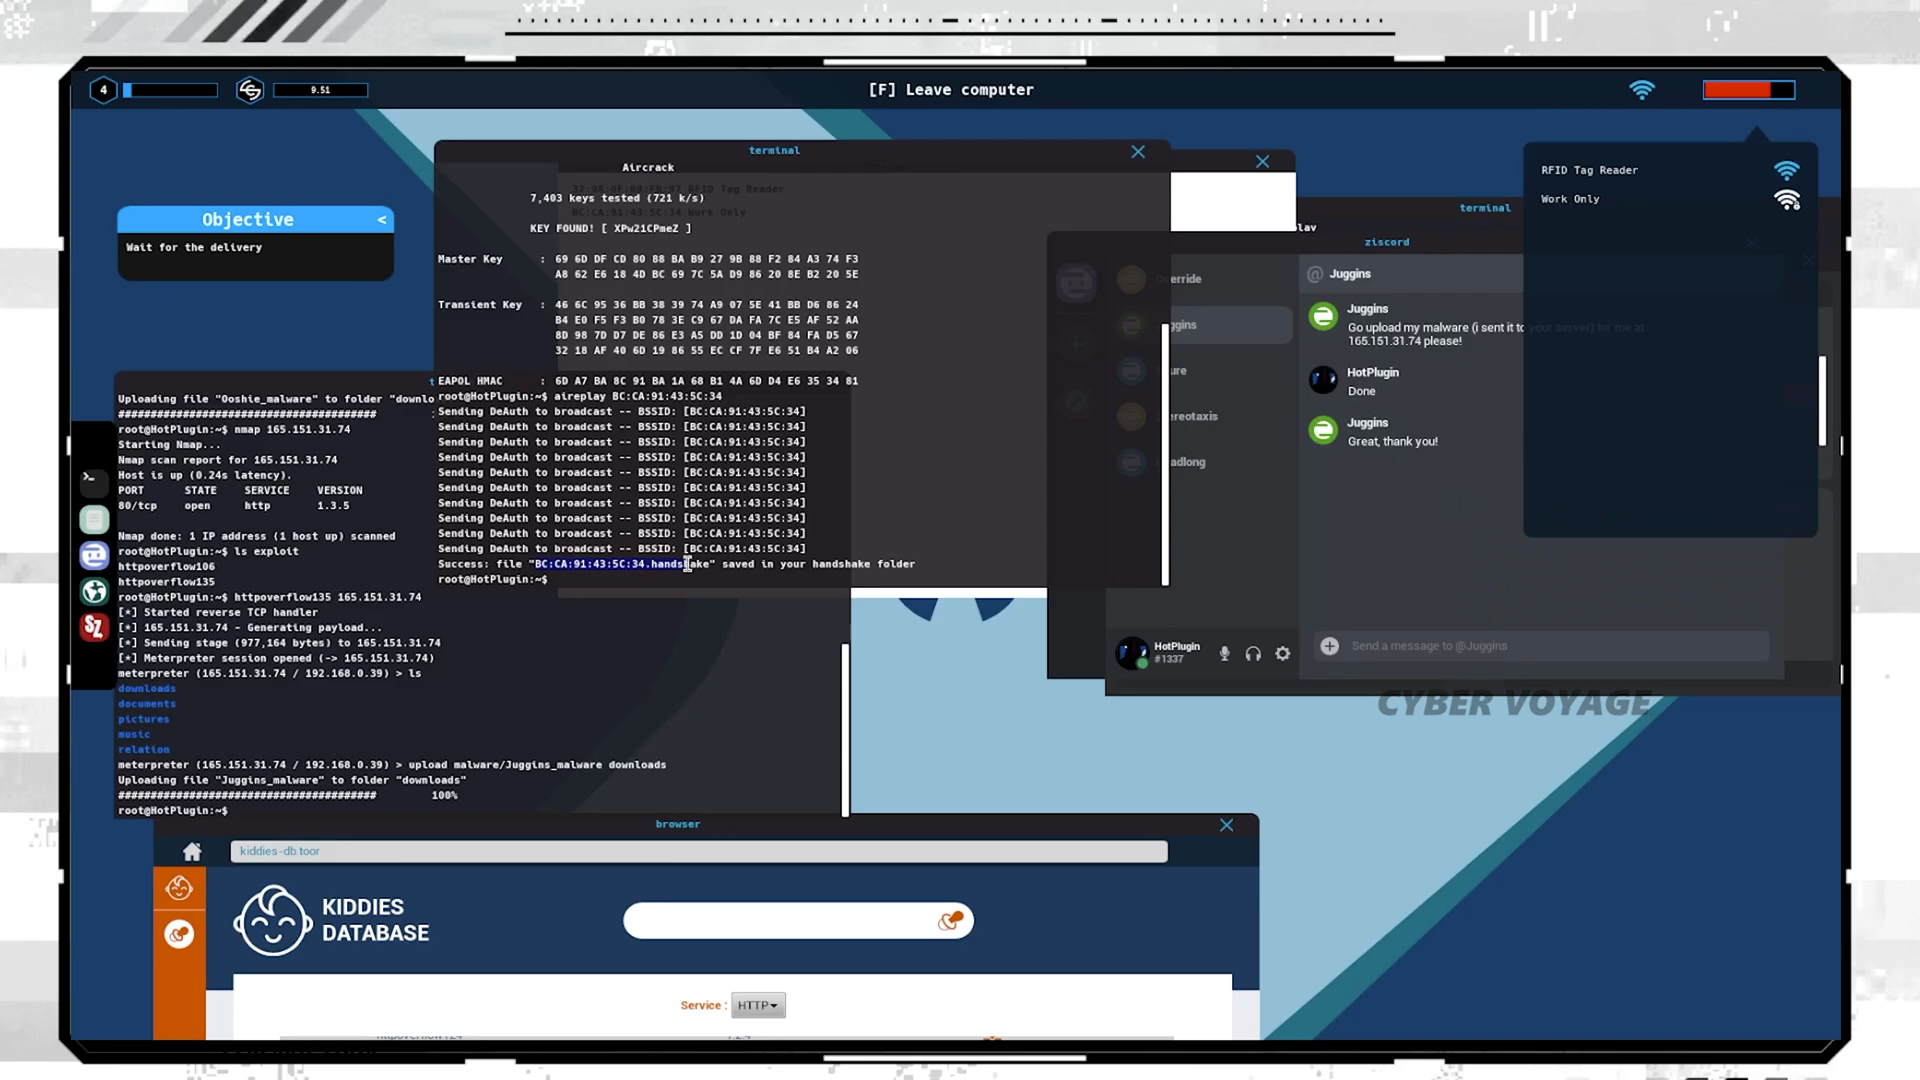 4
9.51
[F] Leave computer
Objective
<
Wait for the delivery
terminal
Aircrack
7,403 keys tested (721 k/s)
KEY FOUND! [ XPw21CPmeZ ]
Master Key : 69 6D DF CD 80 88 BA B9 27 9B 88 F2 84 A3 74 F3
A8 62 E6 18 4D BC 69 7C 5A D9 86 20 8E B2 20 5E
Transient Key : 46 6C 95 36 BB 38 39 74 A9 07 5E 41 BB D6 86 24
B4 E0 F5 F3 B0 78 3E C9 67 DA FA 7C E5 AF 52 AA
8D 98 7D D7 DE 86 E3 A5 DD 1D 04 BF 84 FA D5 67
32 18 AF 40 6D 19 86 55 EC CF 7F E6 51 B4 A2 06
EAPOL HMAC : 6D A7 BA 8C 91 BA 1A 68 B1 4A 6D D4 E6 35 34 81
root@HotPlugin:~$ aireplay BC:CA:91:43:5C:34
Sending DeAuth to broadcast -- BSSID: [BC:CA:91:43:5C:34]
Sending DeAuth to broadcast -- BSSID: [BC:CA:91:43:5C:34]
Sending DeAuth to broadcast -- BSSID: [BC:CA:91:43:5C:34]
Sending DeAuth to broadcast -- BSSID: [BC:CA:91:43:5C:34]
Sending DeAuth to broadcast -- BSSID: [BC:CA:91:43:5C:34]
Sending DeAuth to broadcast -- BSSID: [BC:CA:91:43:5C:34]
Sending DeAuth to broadcast -- BSSID: [BC:CA:91:43:5C:34]
Sending DeAuth to broadcast -- BSSID: [BC:CA:91:43:5C:34]
Sending DeAuth to broadcast -- BSSID: [BC:CA:91:43:5C:34]
Sending DeAuth to broadcast -- BSSID: [BC:CA:91:43:5C:34]
Success: file "BC:CA:91:43:5C:34.handshake" saved in your handshake folder
root@HotPlugin:~$
RFID Tag Reader
BC:CA:91:43:5C:34 Work Only
Uploading file "Ooshie_malware" to folder "downlo
#######################################
root@HotPlugin:~$ nmap 165.151.31.74
Starting Nmap...
Nmap scan report for 165.151.31.74
Host is up (0.24s latency).
PORT STATE SERVICE VERSION
80/tcp open http 1.3.5
Nmap done: 1 IP address (1 host up) scanned
root@HotPlugin:~$ ls exploit
httpoverflow106
httpoverflow135
root@HotPlugin:~$ httpoverflow135 165.151.31.74
[*] Started reverse TCP handler
[*] 165.151.31.74 - Generating payload...
[*] Sending stage (977,164 bytes) to 165.151.31.74
[*] Meterpreter session opened (-> 165.151.31.74)
meterpreter (165.151.31.74 / 192.168.0.39) > ls
downloads
documents
pictures
music
relation
meterpreter (165.151.31.74 / 192.168.0.39) > upload malware/Juggins_malware downloads
Uploading file "Juggins_malware" to folder "downloads"
####################################### 100%
root@HotPlugin:~$
SZ
RFID Tag Reader
Work Only
terminal
ziscord
@ Juggins
Juggins
Go upload my malware (i sent it to your server) for me at
165.151.31.74 please!
HotPlugin
Done
Juggins
Great, thank you!
Send a message to @Juggins
HotPlugin
#1337
CYBER VOYAGE
browser
kiddies-db.toor
KIDDIES
DATABASE
Service : HTTP